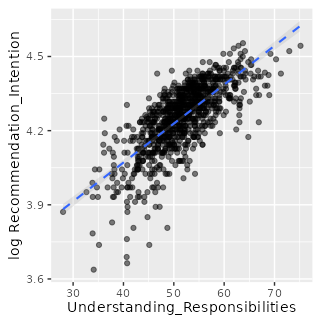 log Recommendation_Intention
4.5
4.2
3.9
3.6
30 40 50 60 70
Understanding_Responsibilities